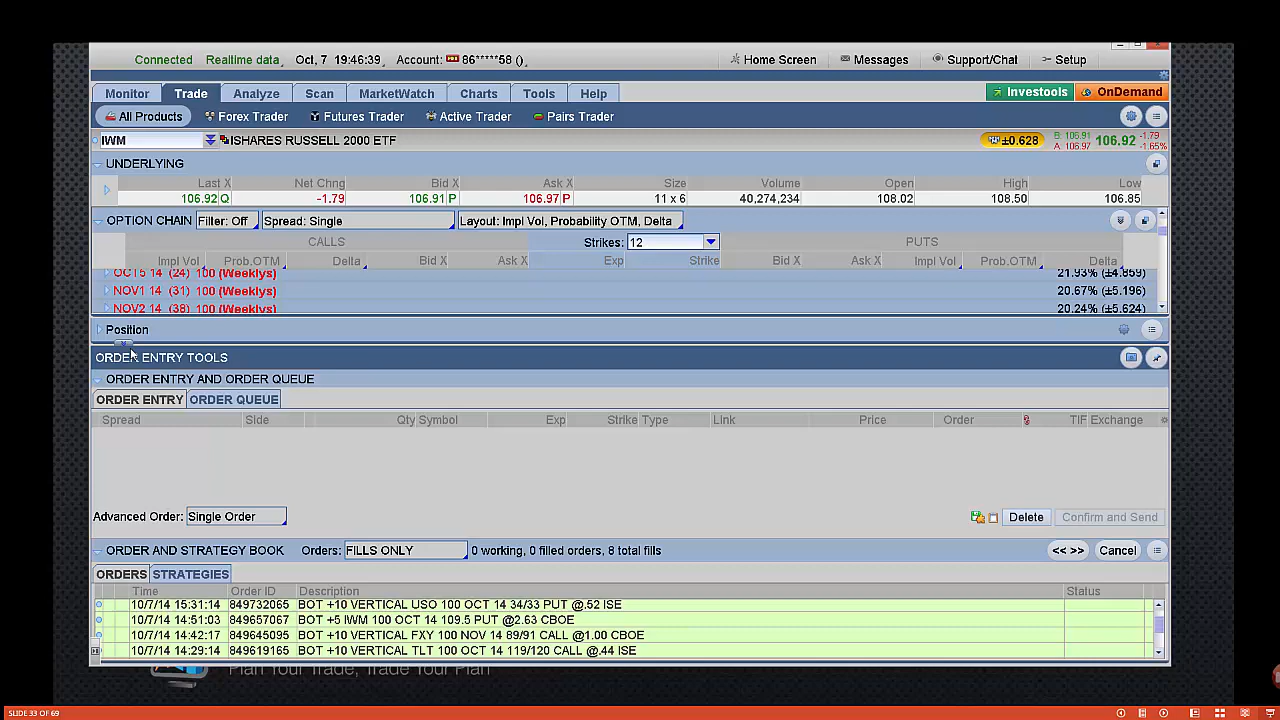 Connected Realtime data Oct, 7 19:46:39 Account: 86*****58 () Home Screen Messages Support/Chat Setup
Monitor Trade Analyze Scan MarketWatch Charts Tools Help Investools OnDemand
All Products Forex Trader Futures Trader Active Trader Pairs Trader
IWM ISHARES RUSSELL 2000 ETF ±0.628 B: 106.91 A: 106.97 106.92 -1.79 -1.65%
UNDERLYING
Last X Net Chng Bid X Ask X Size Volume Open High Low
106.92 Q -1.79 106.91 P 106.97 P 11 x 6 40,274,234 108.02 108.50 106.85
OPTION CHAIN Filter: Off Spread: Single Layout: Impl Vol, Probability OTM, Delta
CALLS Strikes: 12 PUTS
Impl Vol Prob.OTM Delta Bid X Ask X Exp Strike Bid X Ask X Impl Vol Prob.OTM Delta
OCT5 14 (24) 100 (Weeklys) 21.93% (±4.859)
NOV1 14 (31) 100 (Weeklys) 20.67% (±5.196)
NOV2 14 (38) 100 (Weeklys) 20.24% (±5.624)
Position
ORDER ENTRY TOOLS
ORDER ENTRY AND ORDER QUEUE
ORDER ENTRY ORDER QUEUE
Spread Side Qty Symbol Exp Strike Type Link Price Order TIF Exchange
Advanced Order: Single Order Delete Confirm and Send
ORDER AND STRATEGY BOOK Orders: FILLS ONLY 0 working, 0 filled orders, 8 total fills << >> Cancel
ORDERS STRATEGIES
Time Order ID Description Status
10/7/14 15:31:14 849732065 BOT +10 VERTICAL USO 100 OCT 14 34/33 PUT @.52 ISE
10/7/14 14:51:03 849657067 BOT +5 IWM 100 OCT 14 109.5 PUT @2.63 CBOE
10/7/14 14:42:17 849645095 BOT +10 VERTICAL FXY 100 NOV 14 89/91 CALL @1.00 CBOE
10/7/14 14:29:14 849619165 BOT +10 VERTICAL TLT 100 OCT 14 119/120 CALL @.44 ISE
Plan Your Trade, Trade Your Plan
SLIDE 33 OF 69